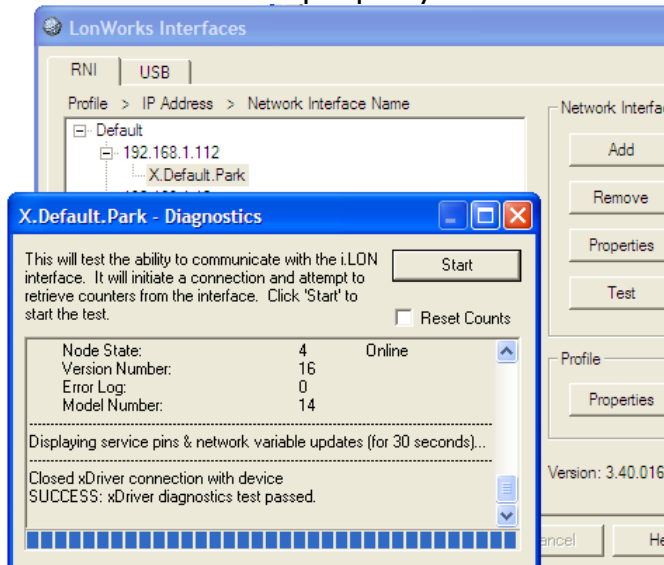 LonWorks Interfaces
RNI USB
Profile > IP Address > Network Interface Name
Default
192.168.1.112
X.Default.Park
Add
Remove
Properties
Test
Profile
Properties
Version: 3.40.016
X.Default.Park - Diagnostics
This will test the ability to communicate with the i.LON
interface. It will initiate a connection and attempt to
retrieve counters from the interface. Click 'Start' to
start the test.
Start
Reset Counts
Node State: 4 Online
Version Number: 16
Error Log: 0
Model Number: 14
Displaying service pins & network variable updates (for 30 seconds)...
Closed xDriver connection with device
SUCCESS: xDriver diagnostics test passed.